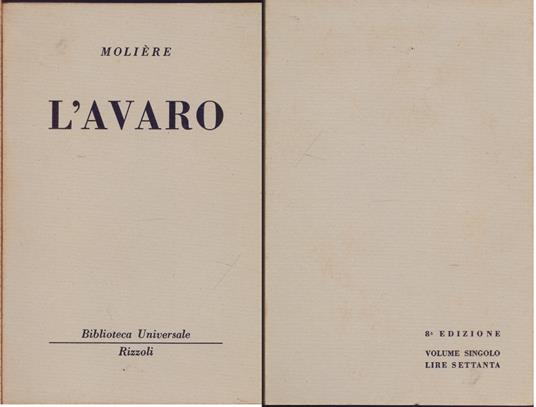 MOLIÈRE
L'AVARO
Biblioteca Universale
Rizzoli
8ª EDIZIONE
VOLUME SINGOLO
LIRE SETTANTA